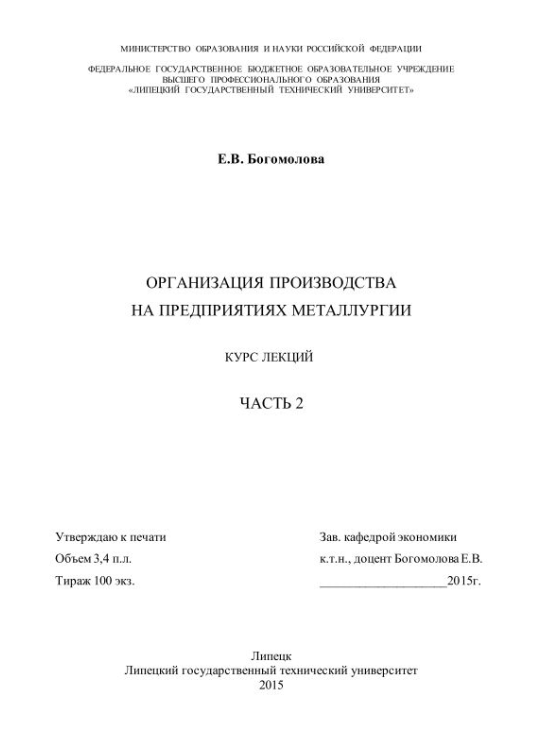 МИНИСТЕРСТВО ОБРАЗОВАНИЯ И НАУКИ РОССИЙСКОЙ ФЕДЕРАЦИИ
ФЕДЕРАЛЬНОЕ ГОСУДАРСТВЕННОЕ БЮДЖЕТНОЕ ОБРАЗОВАТЕЛЬНОЕ УЧРЕЖДЕНИЕ
ВЫСШЕГО ПРОФЕССИОНАЛЬНОГО ОБРАЗОВАНИЯ
«ЛИПЕЦКИЙ ГОСУДАРСТВЕННЫЙ ТЕХНИЧЕСКИЙ УНИВЕРСИТЕТ»
Е.В. Богомолова
ОРГАНИЗАЦИЯ ПРОИЗВОДСТВА
НА ПРЕДПРИЯТИЯХ МЕТАЛЛУРГИИ
КУРС ЛЕКЦИЙ
ЧАСТЬ 2
Утверждаю к печати
Объем 3,4 п.л.
Тираж 100 экз.
Зав. кафедрой экономики
к.т.н., доцент Богомолова Е.В.
_____________________2015г.
Липецк
Липецкий государственный технический университет
2015